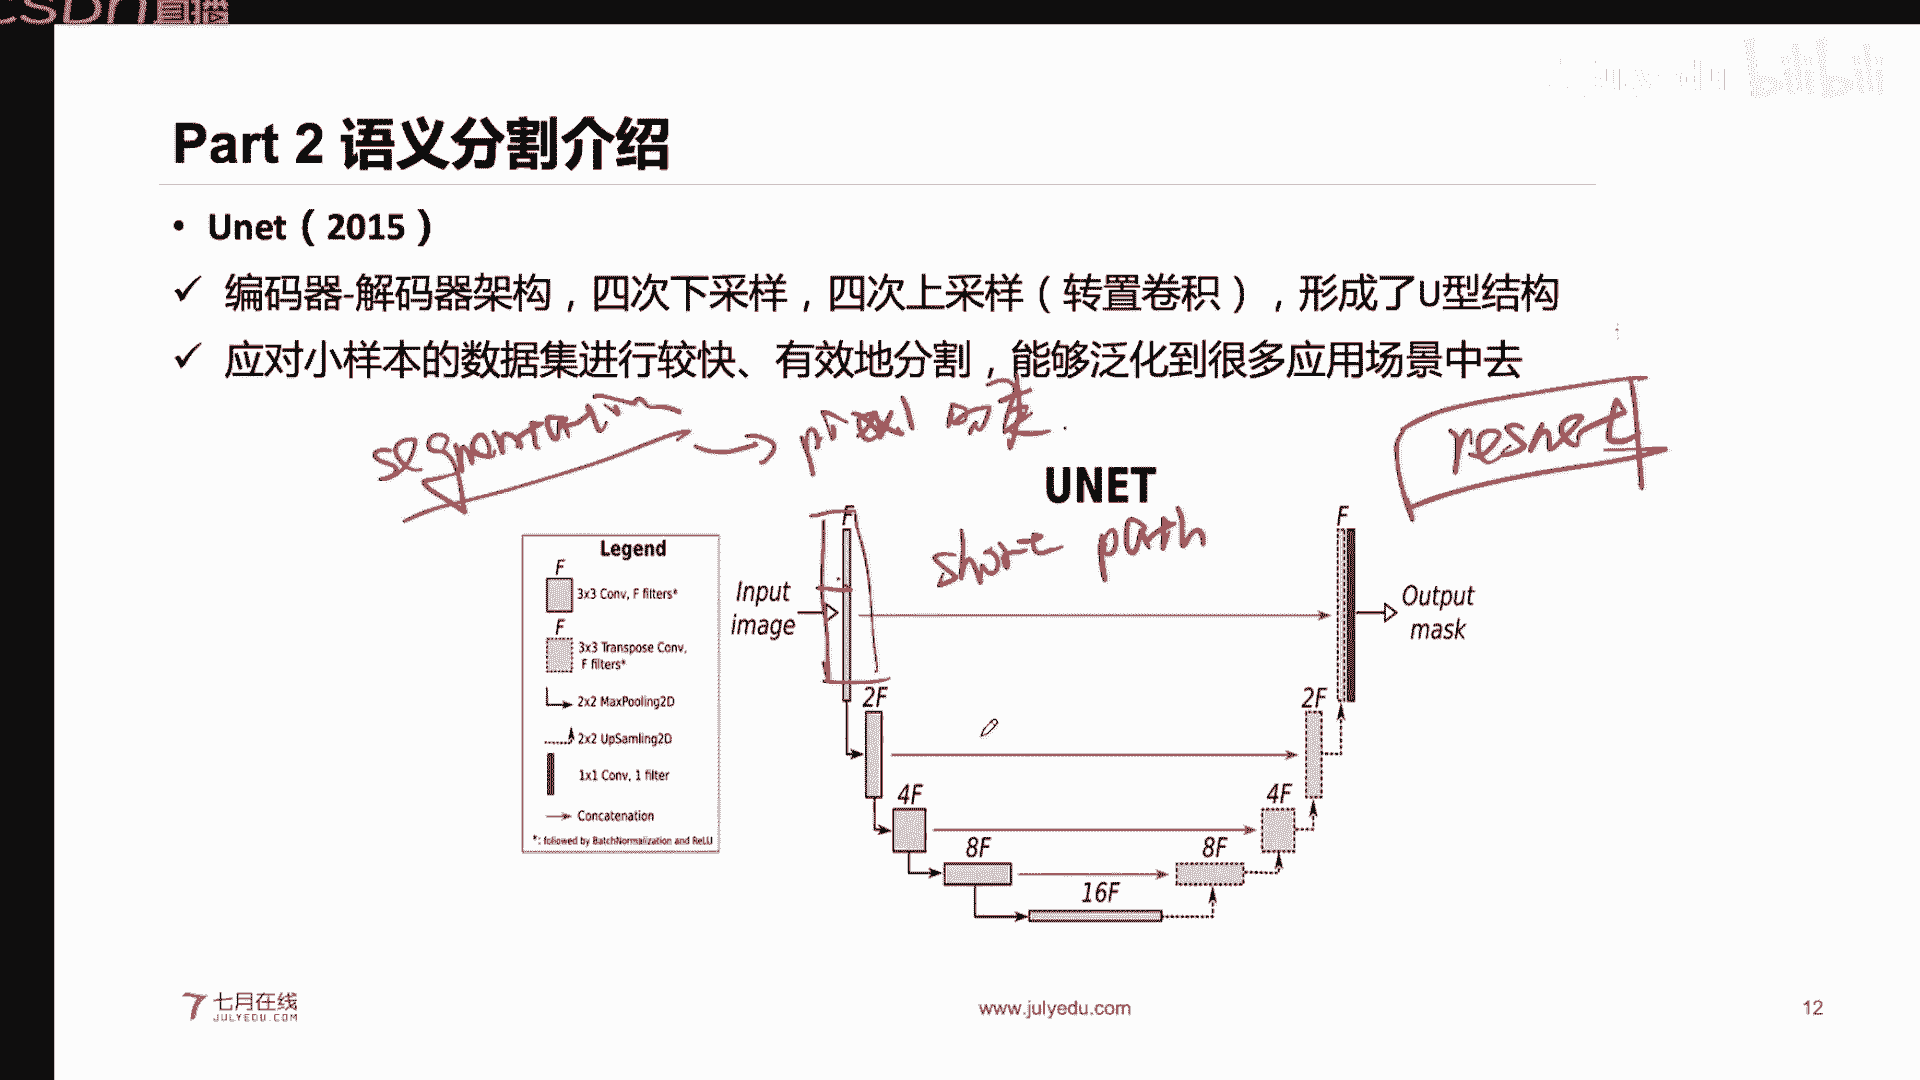 CSDN直播
julyedu bilibili
Part 2 语义分割介绍
• Unet（2015）
✓ 编码器-解码器架构，四次下采样，四次上采样（转置卷积），形成了U型结构
✓ 应对小样本的数据集进行较快、有效地分割，能够泛化到很多应用场景中去
segmentation → pixel 的类
resnet
UNET
short path
Legend
F
3x3 Conv, F filters*
F
3x3 Transpose Conv,
F filters*
2x2 MaxPooling2D
2x2 UpSamling2D
1x1 Conv, 1 filter
Concatenation
*: followed by BatchNormalization and ReLU
Input
image
F
2F
4F
8F
16F
8F
4F
2F
F
Output
mask
七月在线
JULYEDU.COM
www.julyedu.com
12